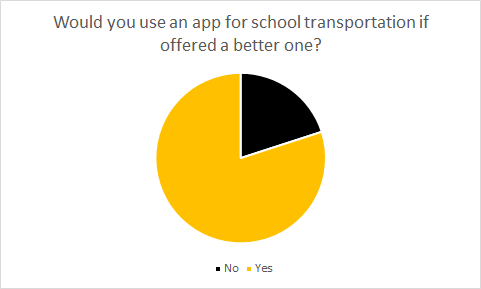 Would you use an app for school transportation if
offered a better one?
No Yes